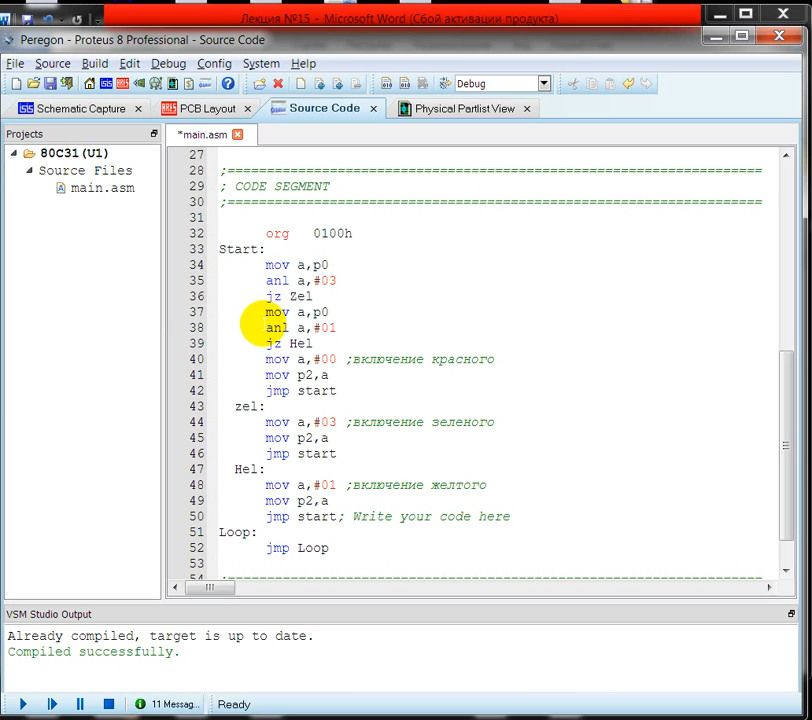 Лекция №15 - Microsoft Word (Сбой активации продукта)
Peregon - Proteus 8 Professional - Source Code
File Source Build Edit Debug Config System Help
Debug
Schematic Capture PCB Layout Source Code Physical Partlist View
Projects
*main.asm
80C31(U1)
Source Files
main.asm
27
28 ;====================================================================
29 ; CODE SEGMENT
30 ;====================================================================
31
32 org 0100h
33 Start:
34 mov a,p0
35 anl a,#03
36 jz Zel
37 mov a,p0
38 anl a,#01
39 jz Hel
40 mov a,#00 ;включение красного
41 mov p2,a
42 jmp start
43 zel:
44 mov a,#03 ;включение зеленого
45 mov p2,a
46 jmp start
47 Hel:
48 mov a,#01 ;включение желтого
49 mov p2,a
50 jmp start; Write your code here
51 Loop:
52 jmp Loop
53
54 ;====================================================================
VSM Studio Output
Already compiled, target is up to date.
Compiled successfully.
11 Messag... Ready